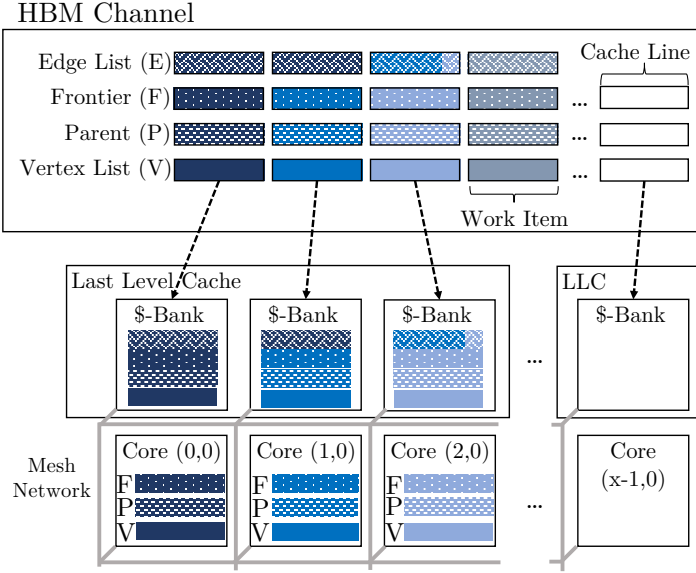 HBM Channel
Edge List (E)
Cache Line
Frontier (F)
...
Parent (P)
...
Vertex List (V)
...
Work Item
Last Level Cache
LLC
$-Bank
$-Bank
$-Bank
$-Bank
...
Mesh
Network
Core (0,0)
Core (1,0)
Core (2,0)
Core
(x-1,0)
F
F
F
P
P
P
...
V
V
V